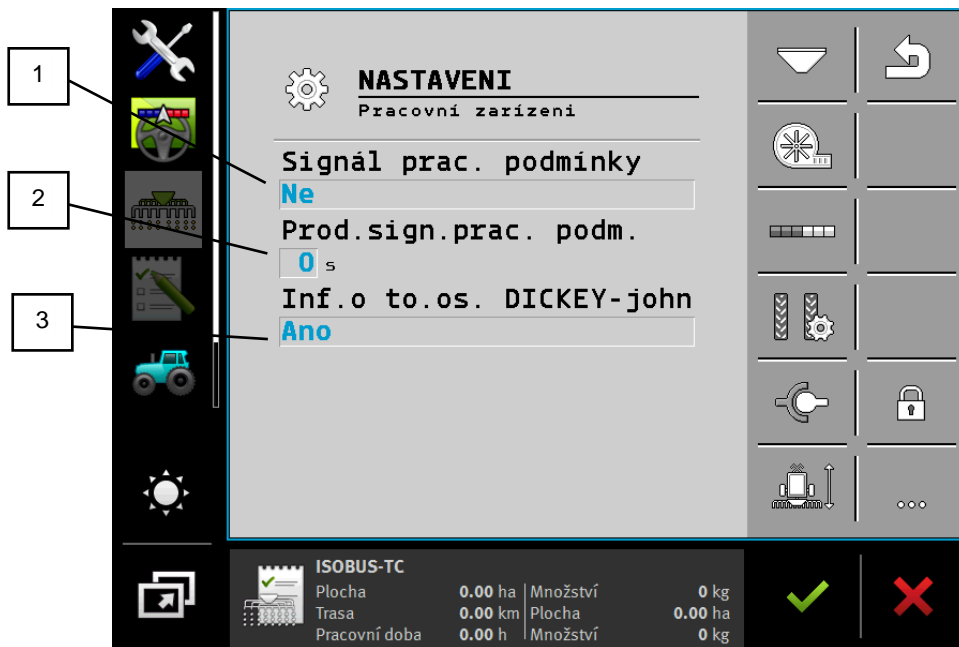 1
2
3
NASTAVENI
Pracovní zarízeni
Signál prac. podmínky
Ne
Prod.sign.prac. podm.
0 s
Inf.o to.os. DICKEY-john
Ano
ISOBUS-TC
Plocha 0.00 ha Množství 0 kg
Trasa 0.00 km Plocha 0.00 ha
Pracovní doba 0.00 h Množství 0 kg